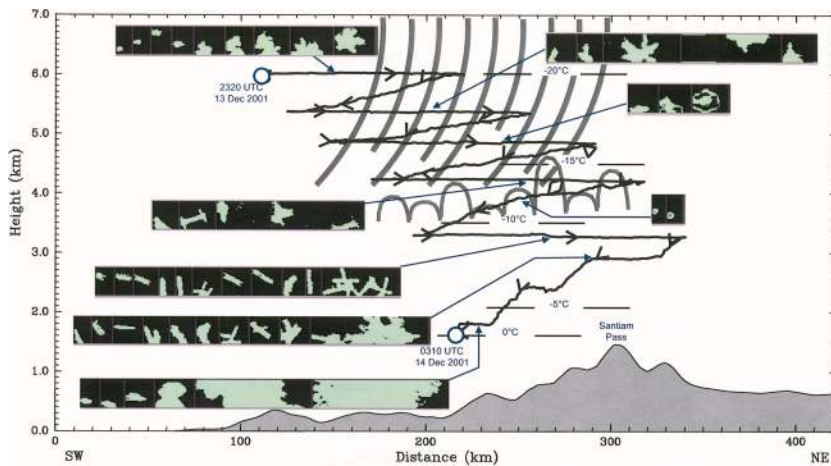 7.0
6.0
5.0
4.0
3.0
2.0
1.0
0.0
Height (km)
2320 UTC
13 Dec 2001
-20°C
-15°C
-10°C
-5°C
0°C
0310 UTC
14 Dec 2001
Santiam
Pass
0
100
200
300
400
SW
Distance (km)
NE